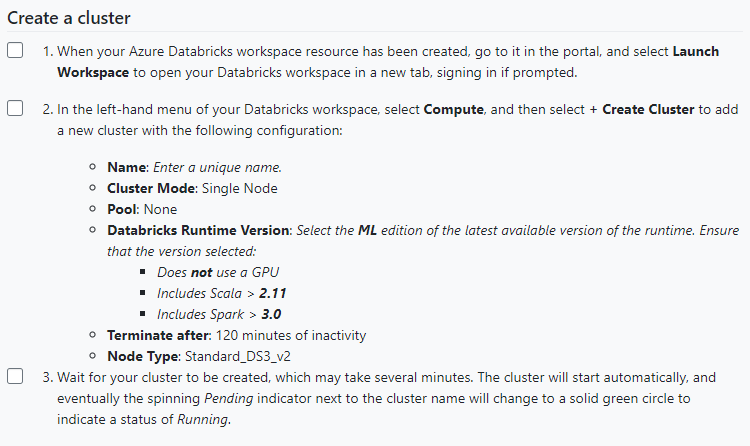 Create a cluster
1. When your Azure Databricks workspace resource has been created, go to it in the portal, and select Launch
Workspace to open your Databricks workspace in a new tab, signing in if prompted.
2. In the left-hand menu of your Databricks workspace, select Compute, and then select + Create Cluster to add
a new cluster with the following configuration:
Name: Enter a unique name.
Cluster Mode: Single Node
Pool: None
Databricks Runtime Version: Select the ML edition of the latest available version of the runtime. Ensure
that the version selected:
Does not use a GPU
Includes Scala > 2.11
Includes Spark > 3.0
Terminate after: 120 minutes of inactivity
Node Type: Standard_DS3_v2
3. Wait for your cluster to be created, which may take several minutes. The cluster will start automatically, and
eventually the spinning Pending indicator next to the cluster name will change to a solid green circle to
indicate a status of Running.